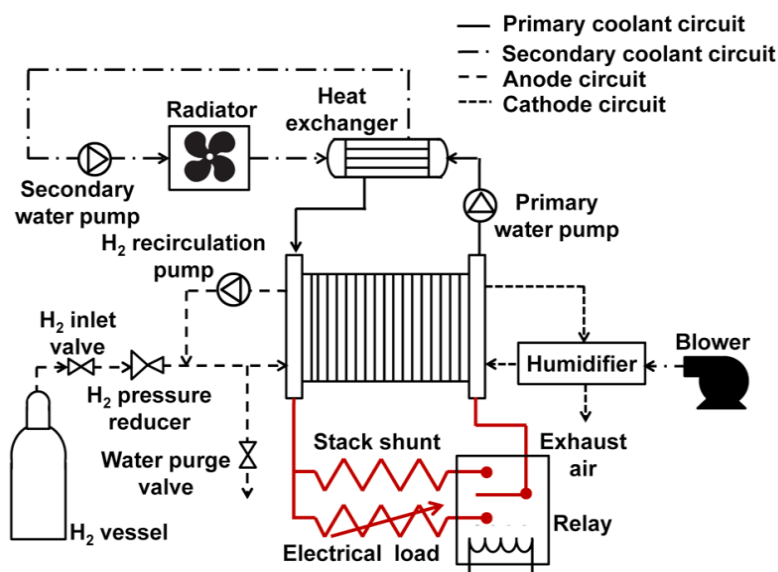 Primary coolant circuit
Secondary coolant circuit
Anode circuit
Cathode circuit
Radiator
Heat
exchanger
Secondary
water pump
Primary
water pump
H₂ recirculation
pump
H₂ inlet
valve
H₂ pressure
reducer
Humidifier
Blower
Water purge
valve
Stack shunt
Exhaust
air
H₂ vessel
Electrical load
Relay